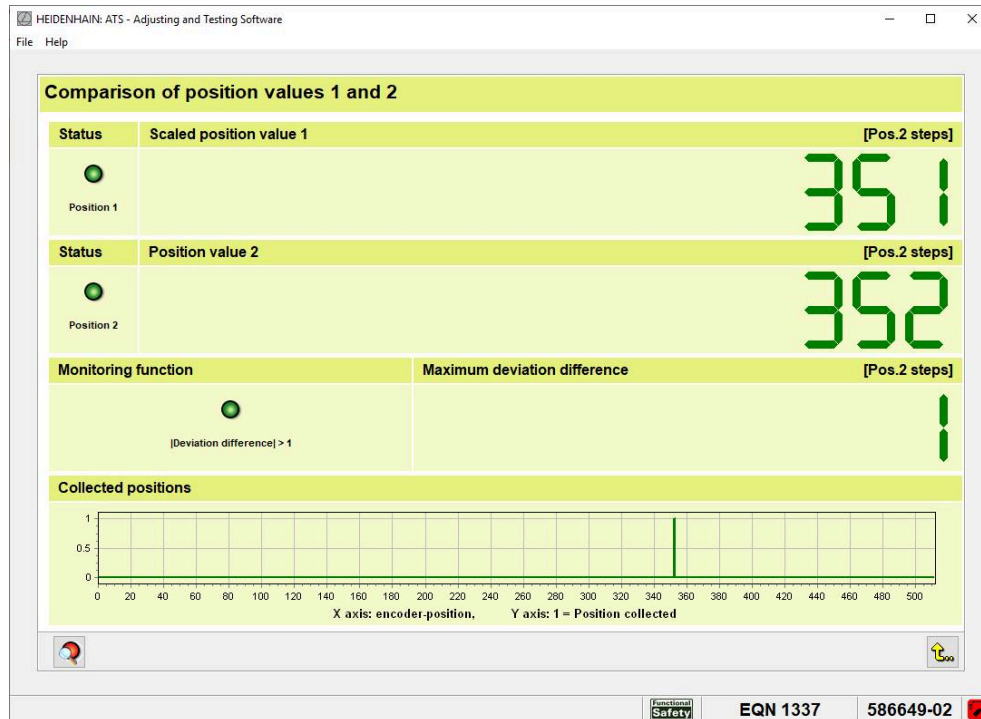 HEIDENHAIN: ATS - Adjusting and Testing Software
File Help
Comparison of position values 1 and 2
Status Scaled position value 1 [Pos.2 steps]
351
Position 1
Status Position value 2 [Pos.2 steps]
352
Position 2
Monitoring function Maximum deviation difference [Pos.2 steps]
1
|Deviation difference| > 1
Collected positions
1
0.5
0
0 20 40 60 80 100 120 140 160 180 200 220 240 260 280 300 320 340 360 380 400 420 440 460 480 500
X axis: encoder-position, Y axis: 1 = Position collected
Functional
Safety
EQN 1337 586649-02